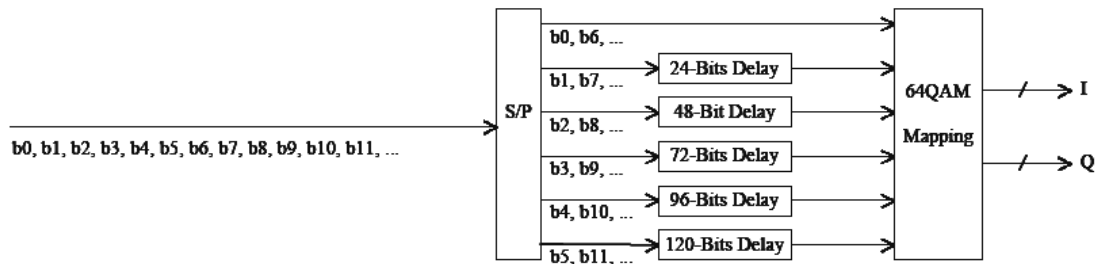 b0, b1, b2, b3, b4, b5, b6, b7, b8, b9, b10, b11, ...
S/P
b0, b6, ...
b1, b7, ...
24-Bits Delay
b2, b8, ...
48-Bit Delay
b3, b9, ...
72-Bits Delay
b4, b10, ...
96-Bits Delay
b5, b11, ...
120-Bits Delay
64QAM
Mapping
I
Q